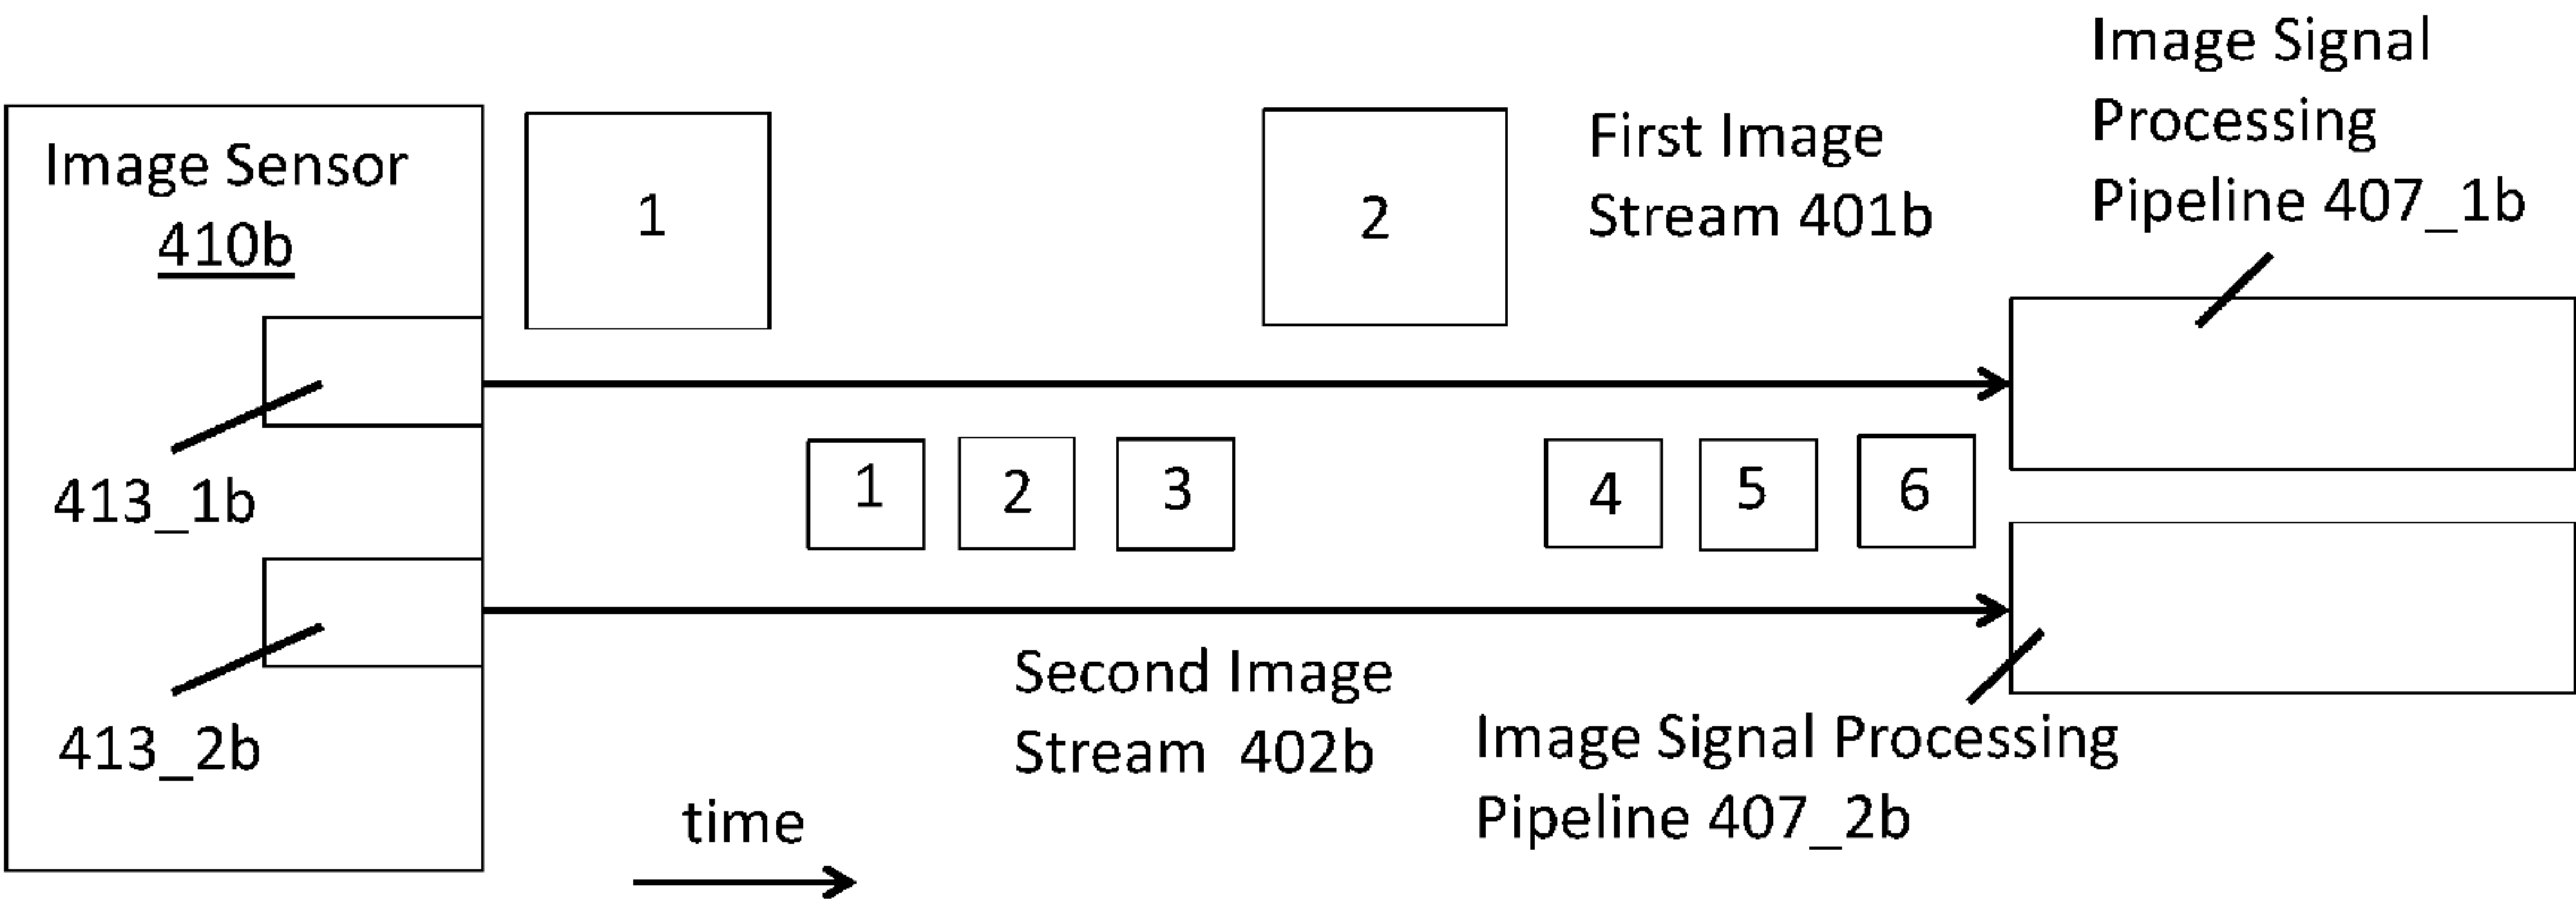 Image Sensor
410b
413_1b
413_2b
1
2
First Image
Stream 401b
Image Signal
Processing
Pipeline 407_1b
1 2 3 4 5 6
Second Image
Stream 402b
Image Signal Processing
Pipeline 407_2b
time